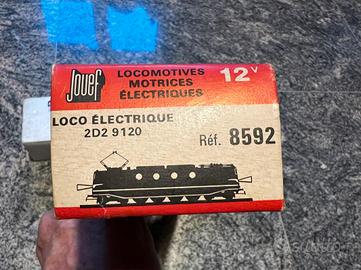 Jouef
LOCOMOTIVES
MOTRICES
ÉLECTRIQUES
12V
LOCO ÉLECTRIQUE
2D2 9120
Réf. 8592